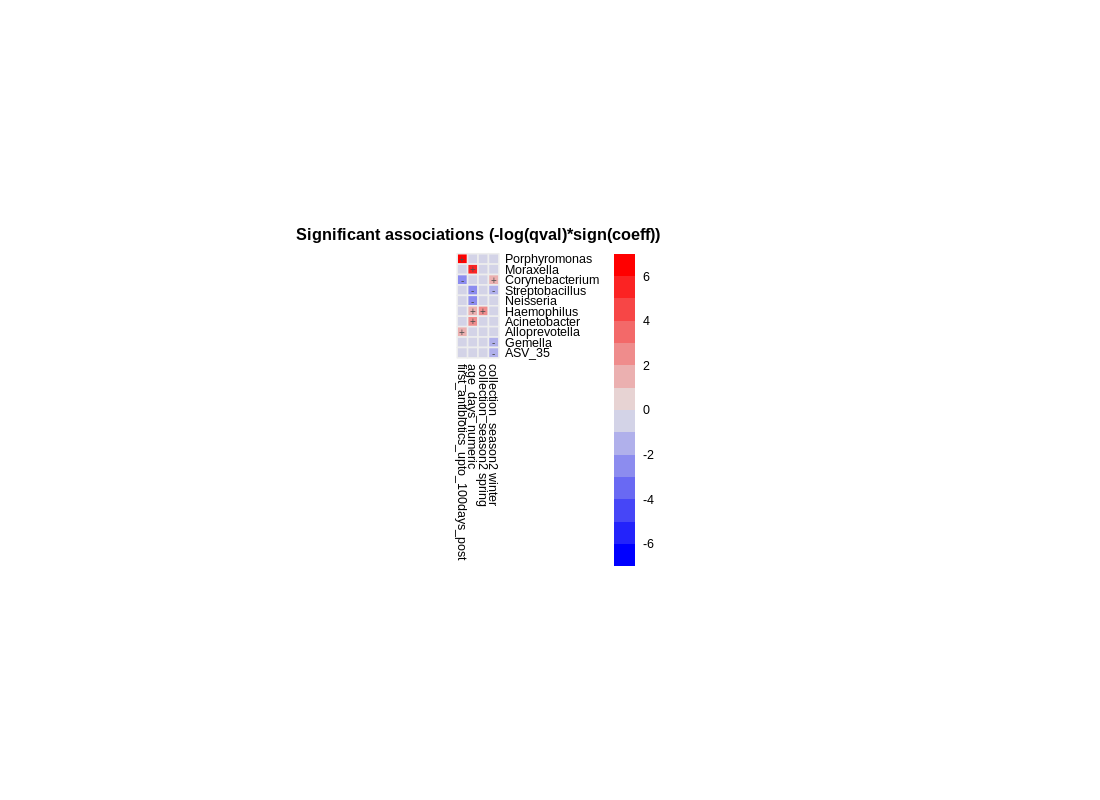 Significant associations (-log(qval)*sign(coeff))
Porphyromonas
Moraxella
- + Corynebacterium
- - Streptobacillus
- Neisseria
+ + Haemophilus
+ Acinetobacter
+ Alloprevotella
- Gemella
- ASV_35
first_antibiotics_upto_100days_post
age_days_numeric
collection_season2 spring
collection_season2 winter
6
4
2
0
-2
-4
-6